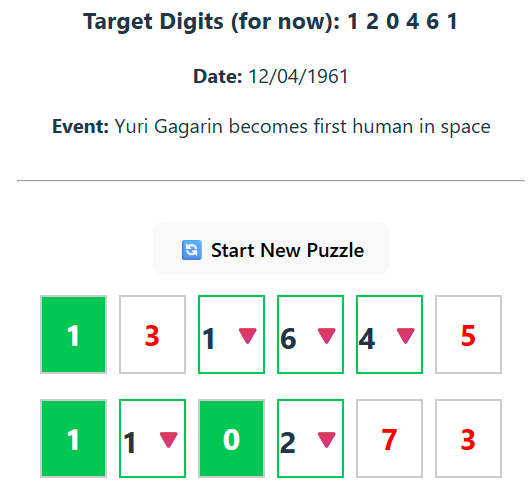 Target Digits (for now): 1 2 0 4 6 1
Date: 12/04/1961
Event: Yuri Gagarin becomes first human in space
🔄 Start New Puzzle
1 3 1 🔻 6 🔻 4 🔻 5
1 1 🔻 0 2 🔻 7 3